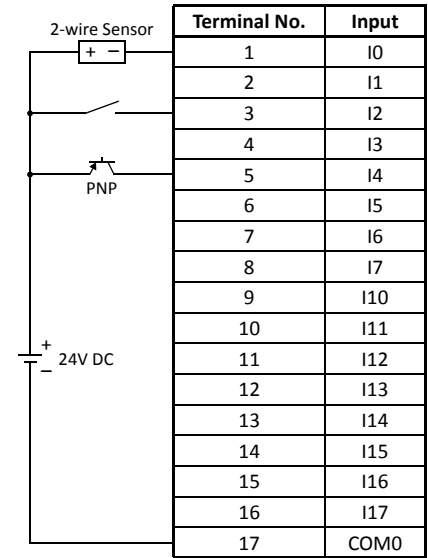 2-wire Sensor
+ −
PNP
+
24V DC
−
Terminal No. Input
1 I0
2 I1
3 I2
4 I3
5 I4
6 I5
7 I6
8 I7
9 I10
10 I11
11 I12
12 I13
13 I14
14 I15
15 I16
16 I17
17 COM0